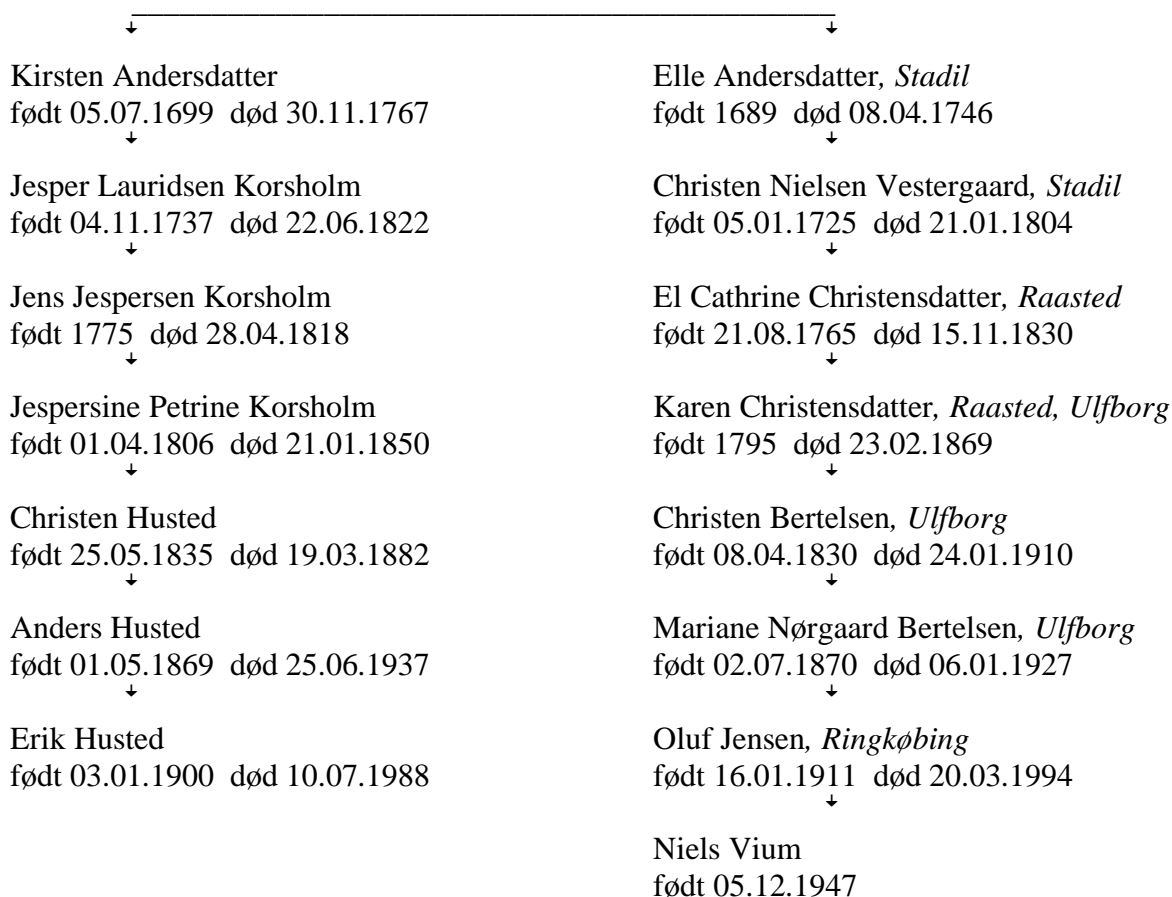 Kirsten Andersdatter
født 05.07.1699 død 30.11.1767
Jesper Lauridsen Korsholm
født 04.11.1737 død 22.06.1822
Jens Jespersen Korsholm
født 1775 død 28.04.1818
Jespersine Petrine Korsholm
født 01.04.1806 død 21.01.1850
Christen Husted
født 25.05.1835 død 19.03.1882
Anders Husted
født 01.05.1869 død 25.06.1937
Erik Husted
født 03.01.1900 død 10.07.1988
Elle Andersdatter, Stadil
født 1689 død 08.04.1746
Christen Nielsen Vestergaard, Stadil
født 05.01.1725 død 21.01.1804
El Cathrine Christensdatter, Raasted
født 21.08.1765 død 15.11.1830
Karen Christensdatter, Raasted, Ulfborg
født 1795 død 23.02.1869
Christen Bertelsen, Ulfborg
født 08.04.1830 død 24.01.1910
Mariane Nørgaard Bertelsen, Ulfborg
født 02.07.1870 død 06.01.1927
Oluf Jensen, Ringkøbing
født 16.01.1911 død 20.03.1994
Niels Vium
født 05.12.1947